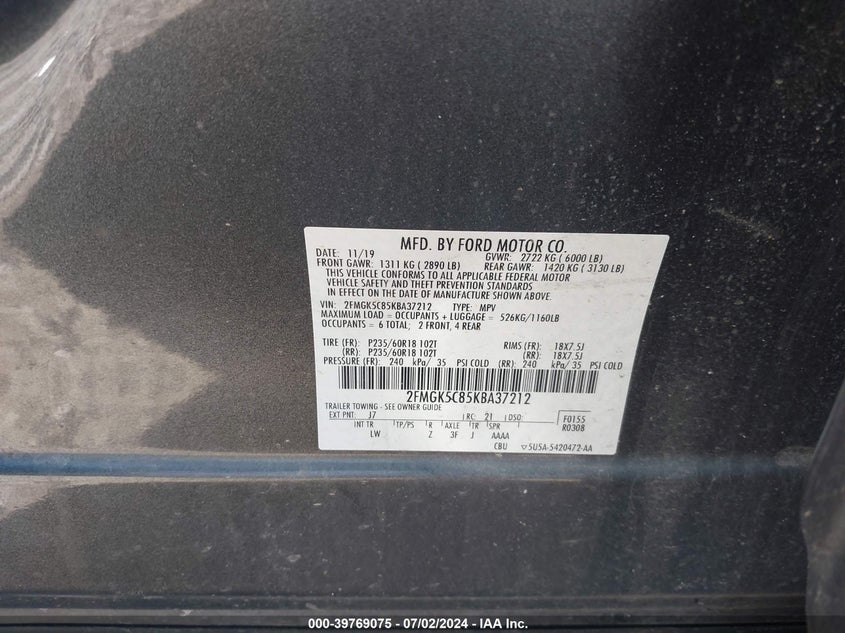 MFD. BY FORD MOTOR CO.
DATE: 11/19 GVWR: 2722 KG ( 6000 LB)
FRONT GAWR: 1311 KG ( 2890 LB) REAR GAWR: 1420 KG ( 3130 LB)
THIS VEHICLE CONFORMS TO ALL APPLICABLE FEDERAL MOTOR
VEHICLE SAFETY AND THEFT PREVENTION STANDARDS
IN EFFECT ON THE DATE OF MANUFACTURE SHOWN ABOVE.
VIN: 2FMGK5C85KBA37212 TYPE: MPV
MAXIMUM LOAD = OCCUPANTS + LUGGAGE = 526KG/1160LB
OCCUPANTS = 6 TOTAL; 2 FRONT, 4 REAR
TIRE (FR): P235/60R18 102T RIMS (FR): 18X7.5J
(RR): P235/60R18 102T (RR): 18X7.5J
PRESSURE (FR): 240 kPa/ 35 PSI COLD (RR): 240 kPa/ 35 PSI COLD
2FMGK5C85KBA37212
TRAILER TOWING - SEE OWNER GUIDE
EXT PNT: J7 RC: 21 DSO: F0155
INT TR TP/PS R AXLE TR SPR R0308
LW Z 3F J AAAA
CBU ▽5U5A-5420472-AA
000-39769075 - 07/02/2024 - IAA Inc.